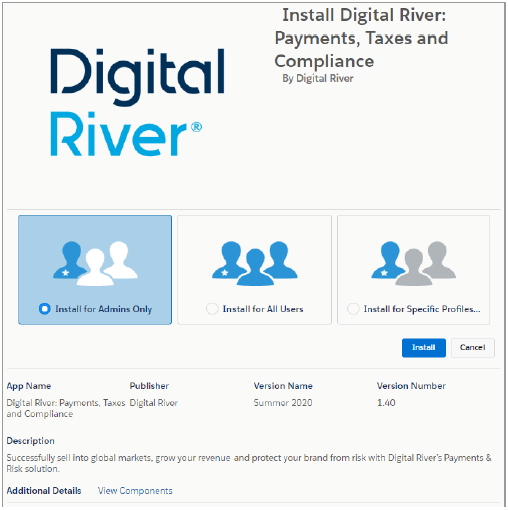 Install Digital River:
Payments, Taxes and
Compliance
By Digital River
Digital
River®
Install for Admins Only
Install for All Users
Install for Specific Profiles...
Install
Cancel
App Name
Publisher
Version Name
Version Number
Digital River: Payments, Taxes
and Compliance
Digital River
Summer 2020
1.40
Description
Successfully sell into global markets, grow your revenue and protect your brand from risk with Digital River's Payments &
Risk solution.
Additional Details
View Components